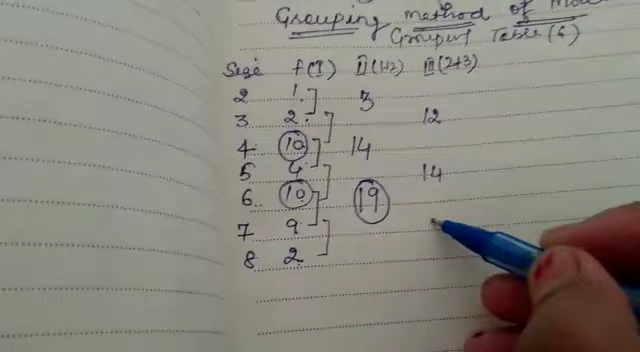 Grouping Method of Mod
Grouping Table (6)
Size f(I) II(1+2) III(2+3)
2 1 3
3 2 12
4 10 14
5 4 14
6 10 19
7 9
8 2